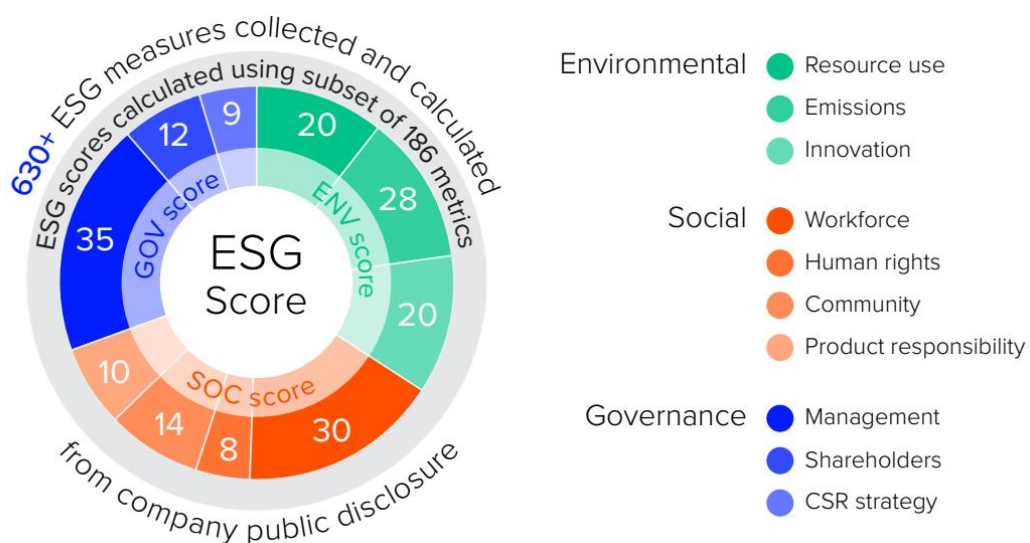 630+ ESG measures collected and calculated
ESG scores calculated using subset of 186 metrics
9
20
12
28
35
20
10
14
8
30
GOV score
ENV score
SOC score
ESG
Score
from company public disclosure
Environmental
Resource use
Emissions
Innovation
Social
Workforce
Human rights
Community
Product responsibility
Governance
Management
Shareholders
CSR strategy